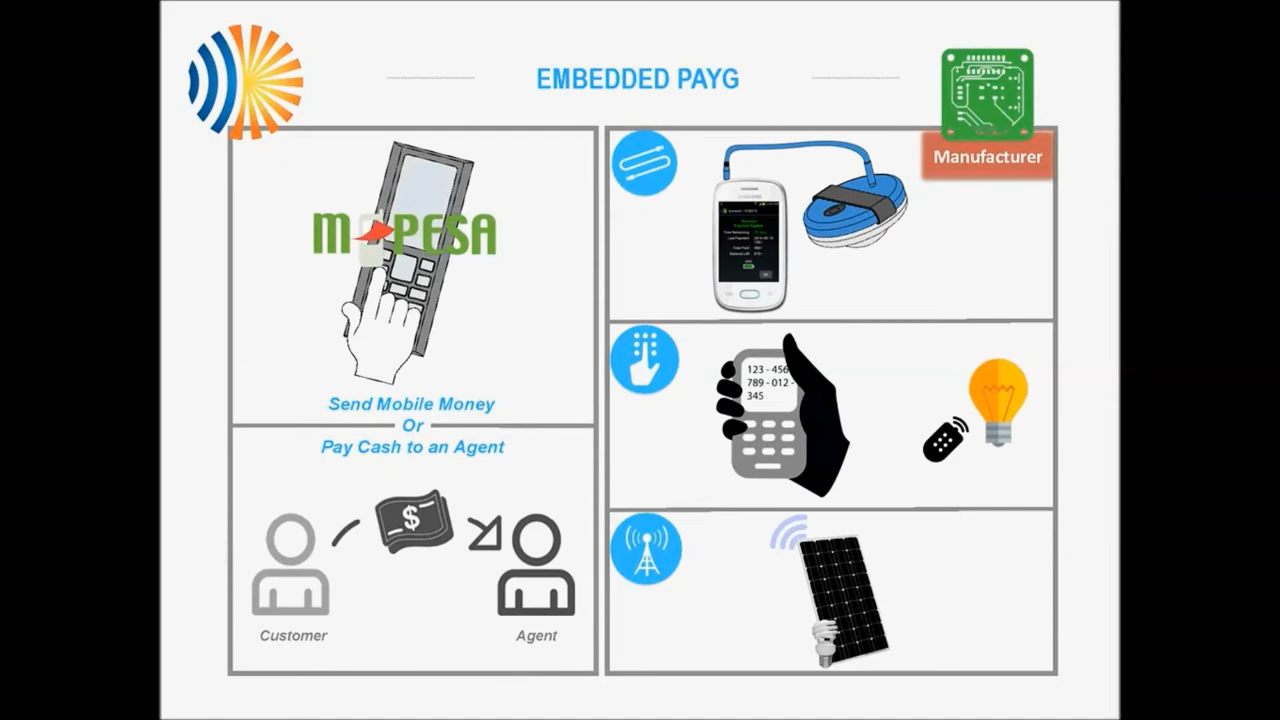 EMBEDDED PAYG
Manufacturer
M-PESA
Send Mobile Money
Or
Pay Cash to an Agent
$
Customer
Agent
SAMSUNG
123 - 456
789 - 012 -
345